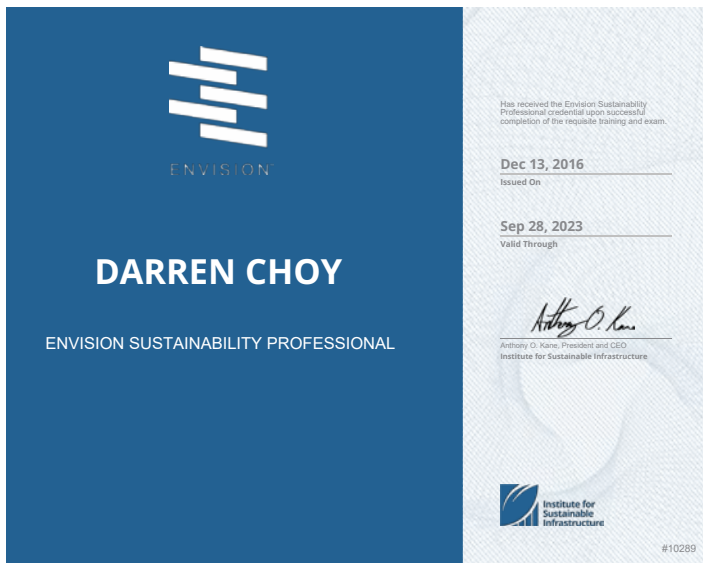 ENVISION
DARREN CHOY
ENVISION SUSTAINABILITY PROFESSIONAL
Has received the Envision Sustainability
Professional credential upon successful
completion of the requisite training and exam.
Dec 13, 2016
Issued On
Sep 28, 2023
Valid Through
Anthony O. Kane
Anthony O. Kane, President and CEO
Institute for Sustainable Infrastructure
Institute for
Sustainable
Infrastructure
#10289